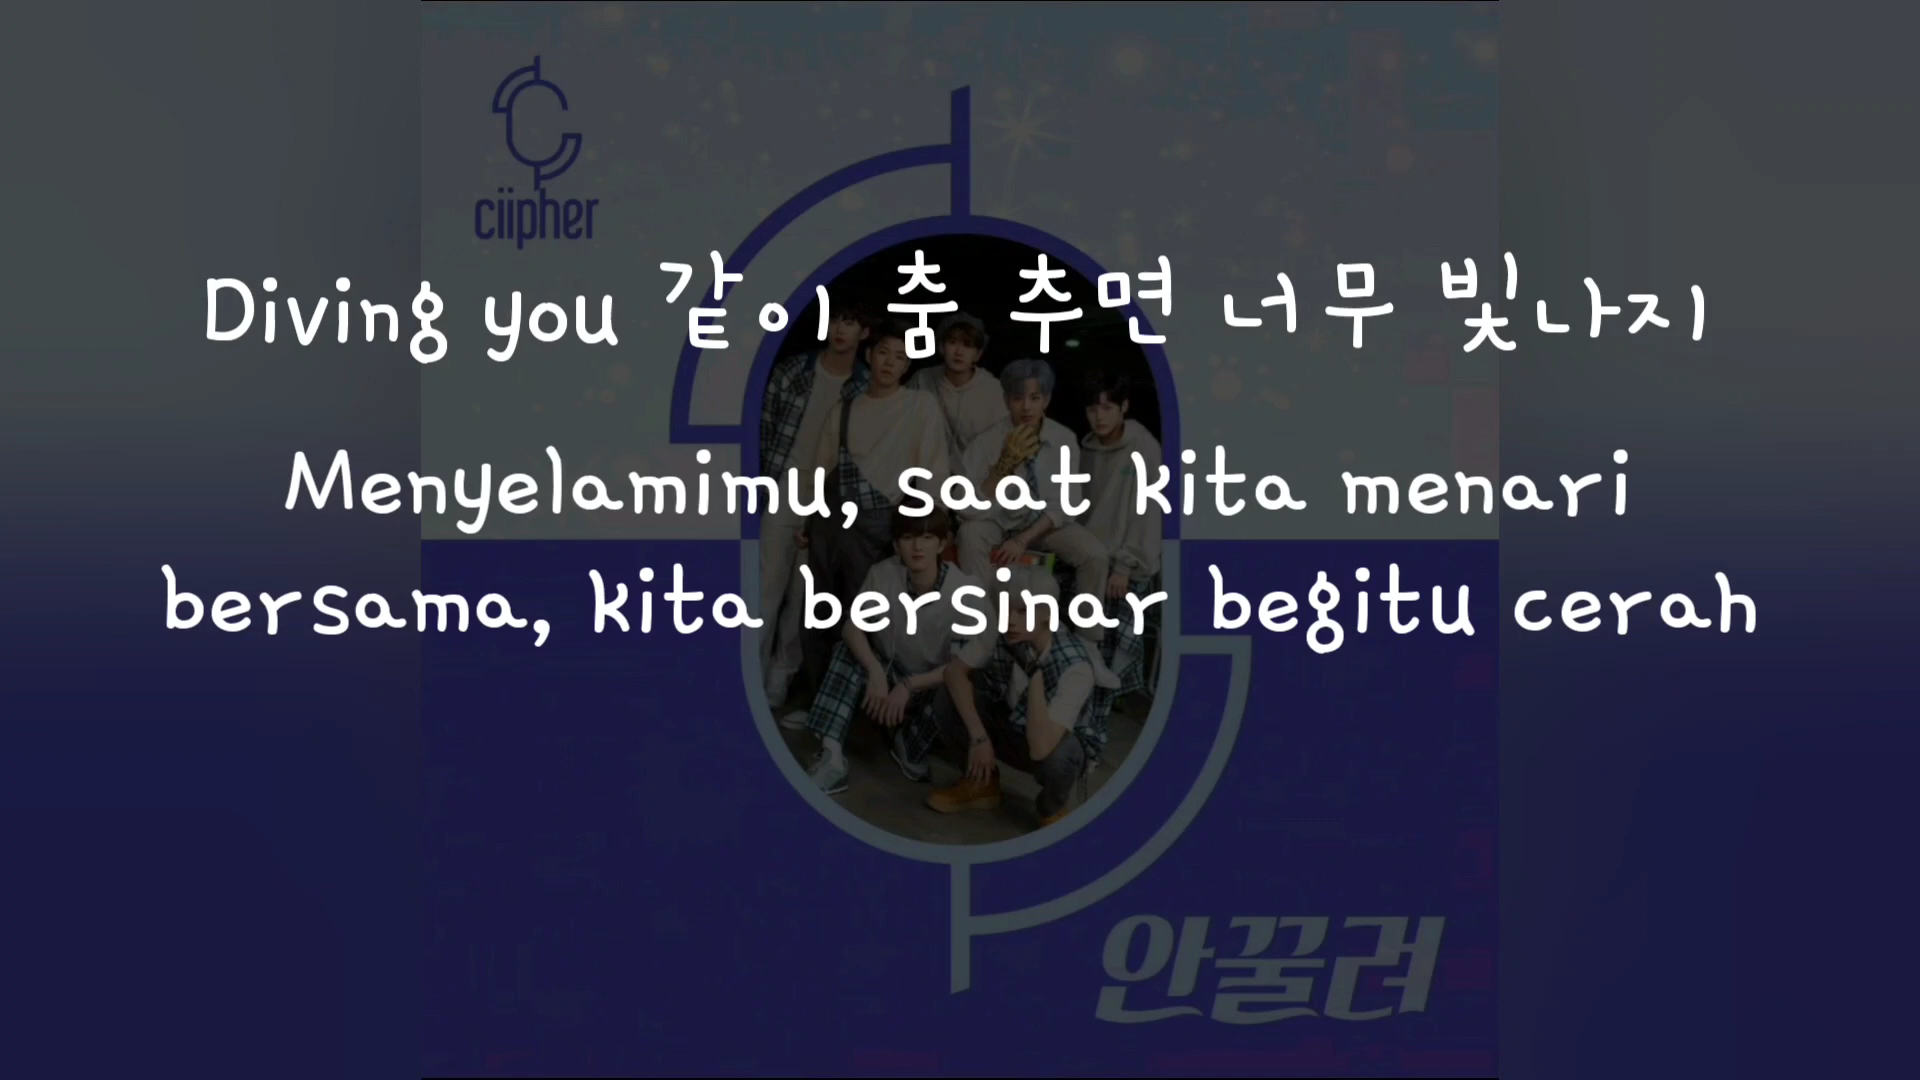 ciipher
Diving you 같이 춤 추면 너무 빛나지
Menyelamimu, saat kita menari
bersama, kita bersinar begitu cerah
안꿀려